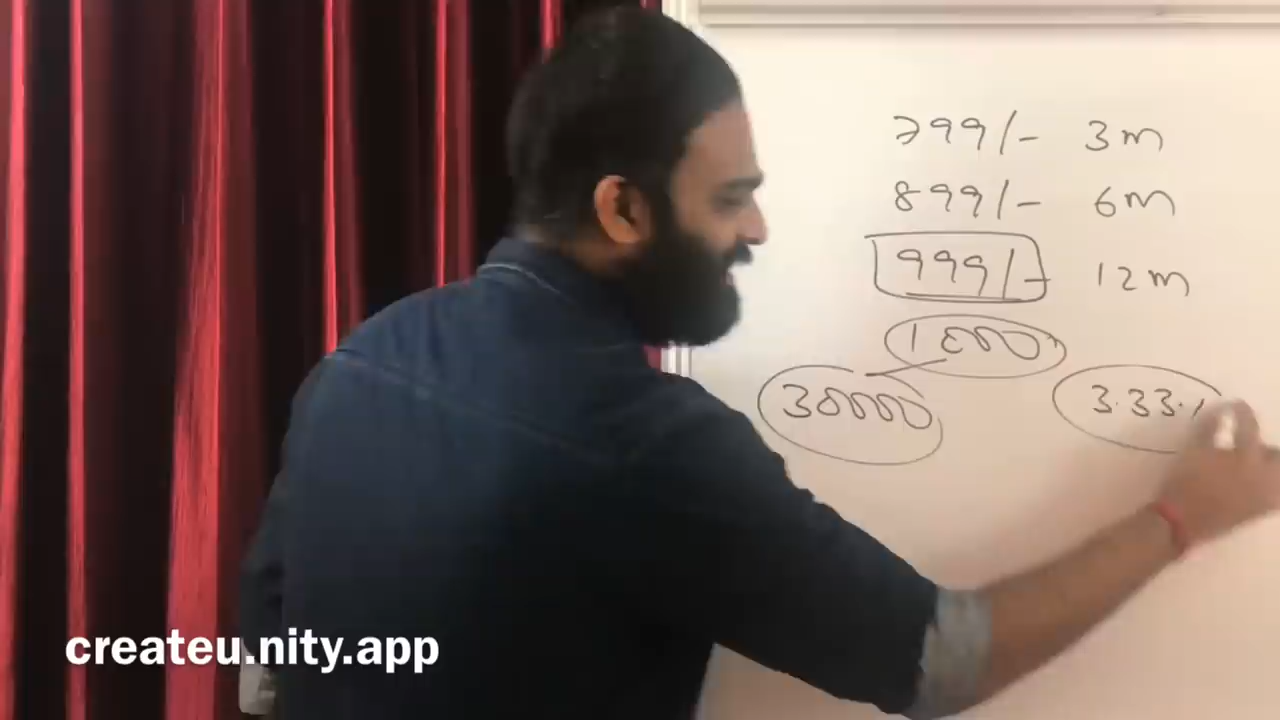 799/- 3m
899/- 6m
999/- 12m
1000
30000 3.33%
createu.nity.app